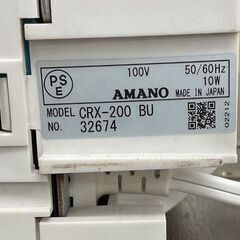 PS
E
100V 50/60Hz
10W
AMANO MADE IN JAPAN
MODEL CRX-200 BU
NO. 32674
02212